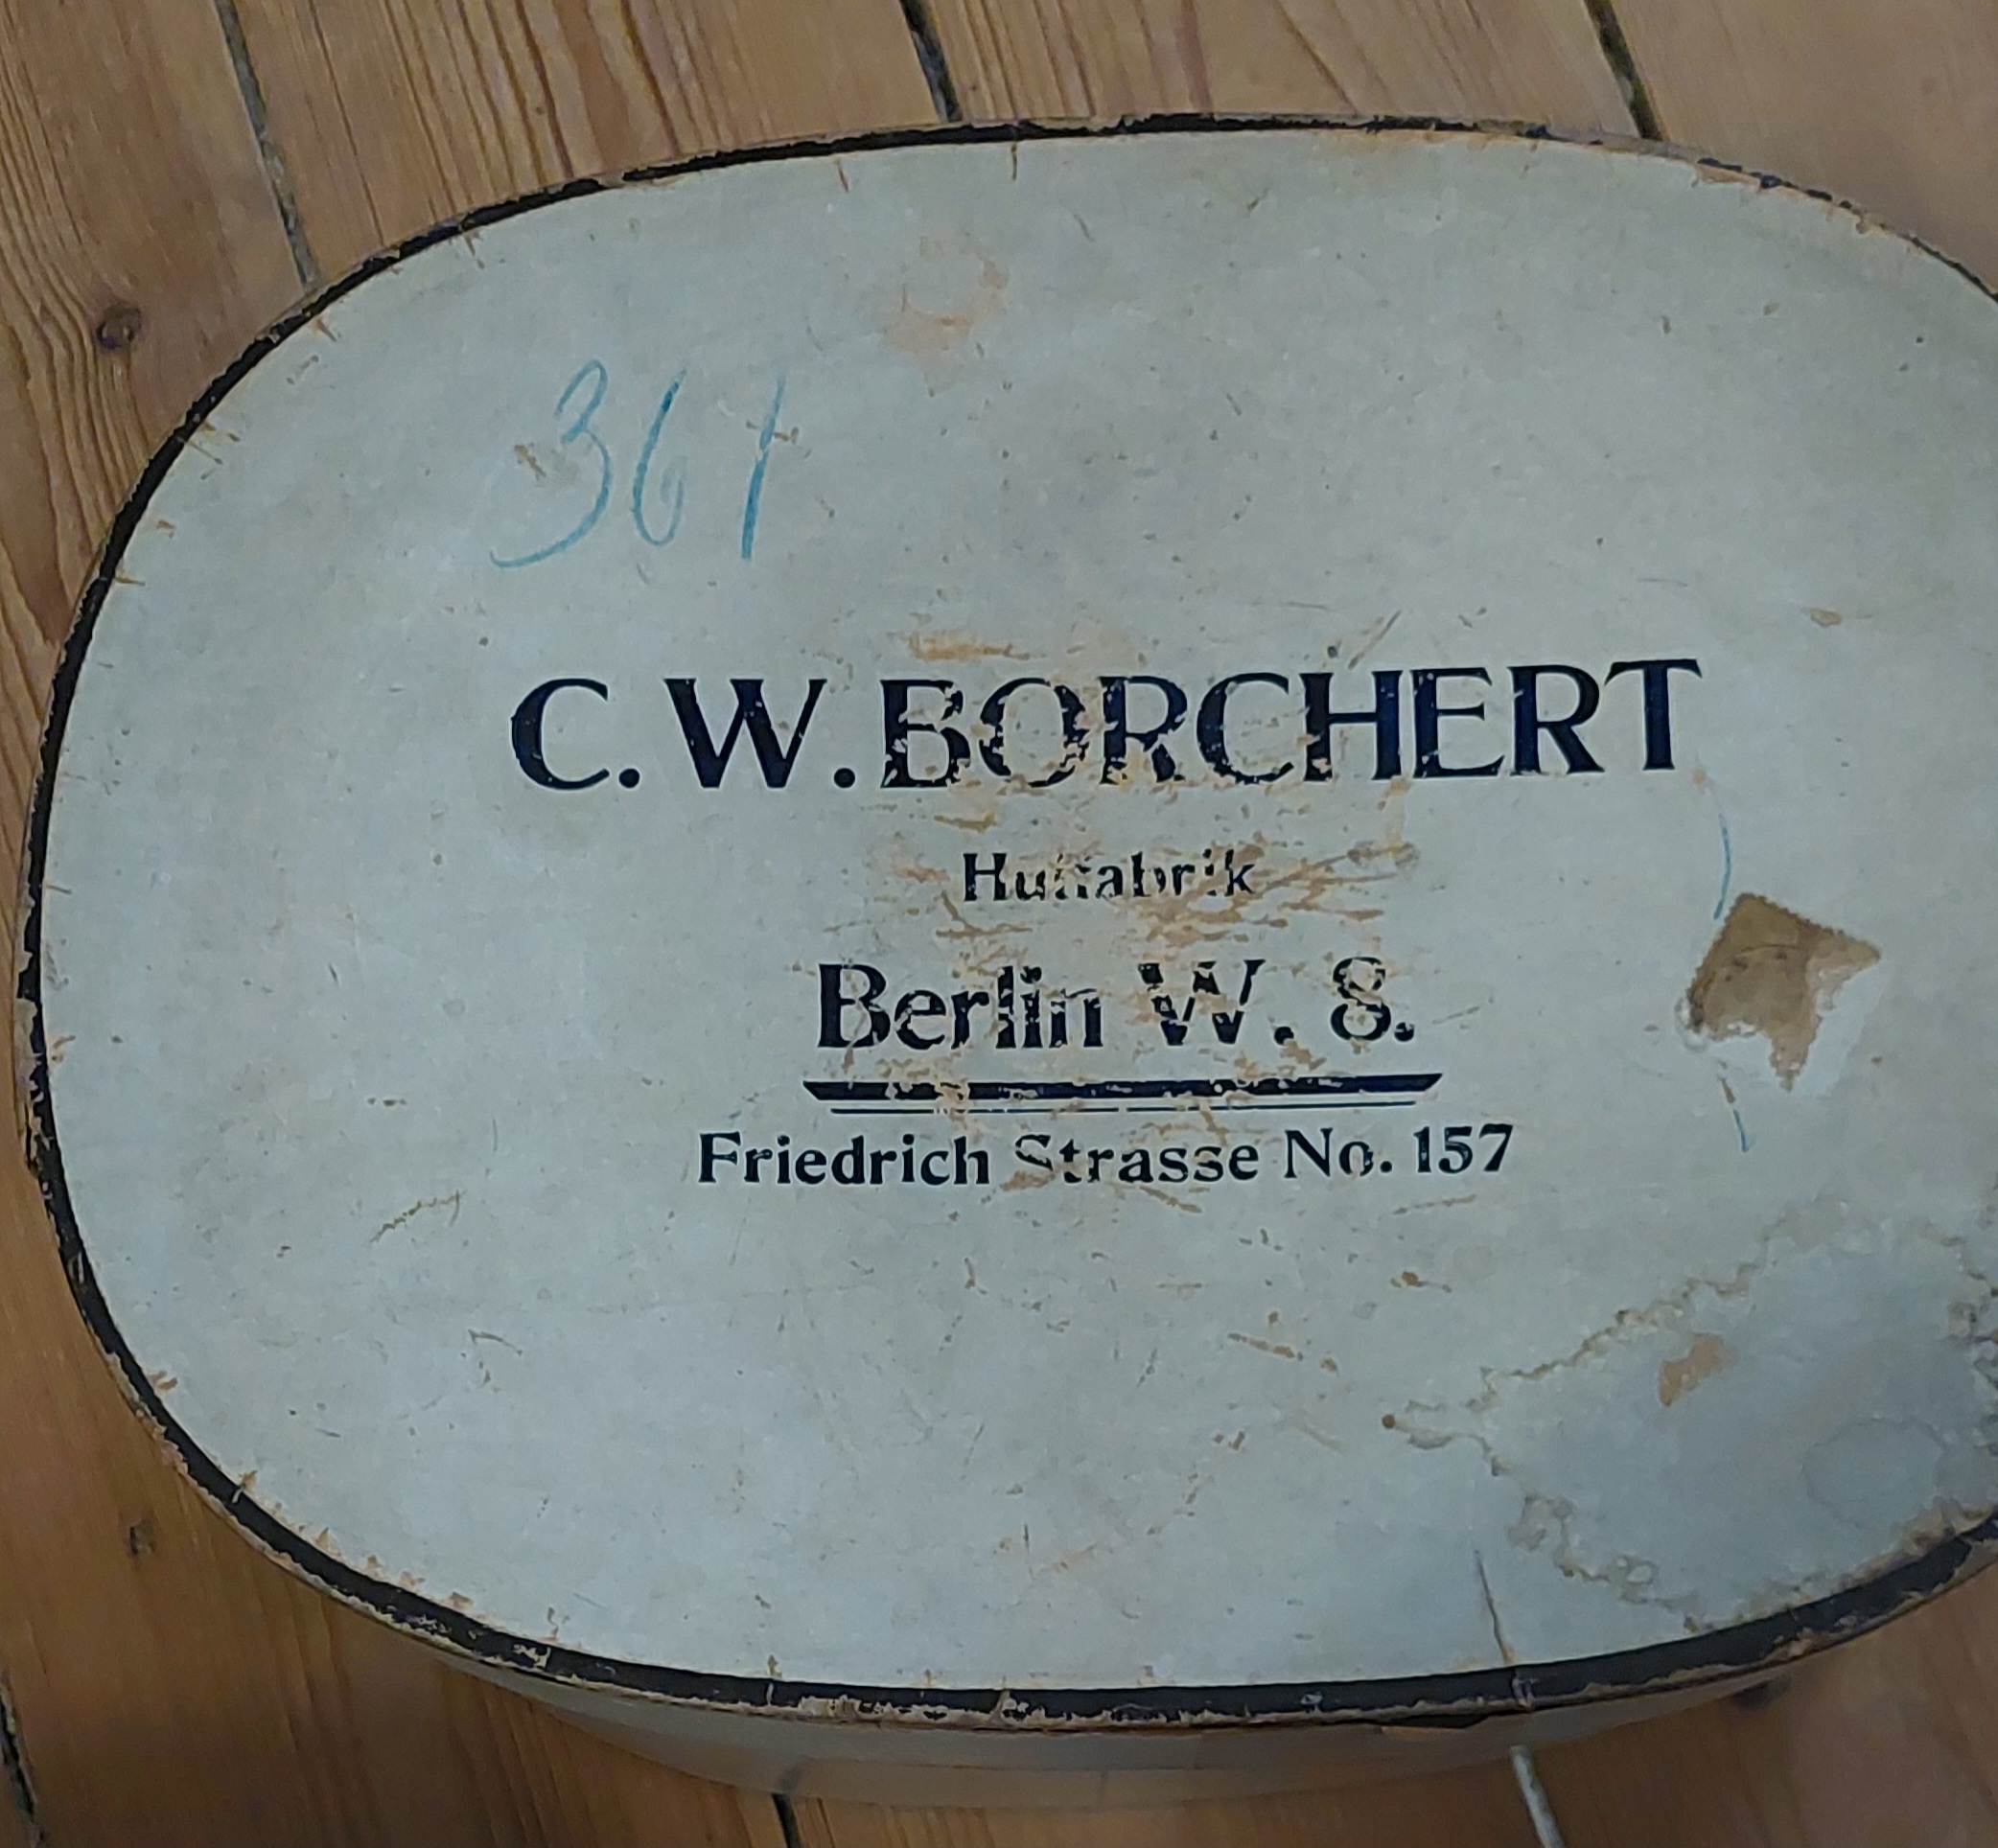 361
C. W. BORCHERT
Hutfabrik
Berlin W. 8.
Friedrich Strasse No. 157